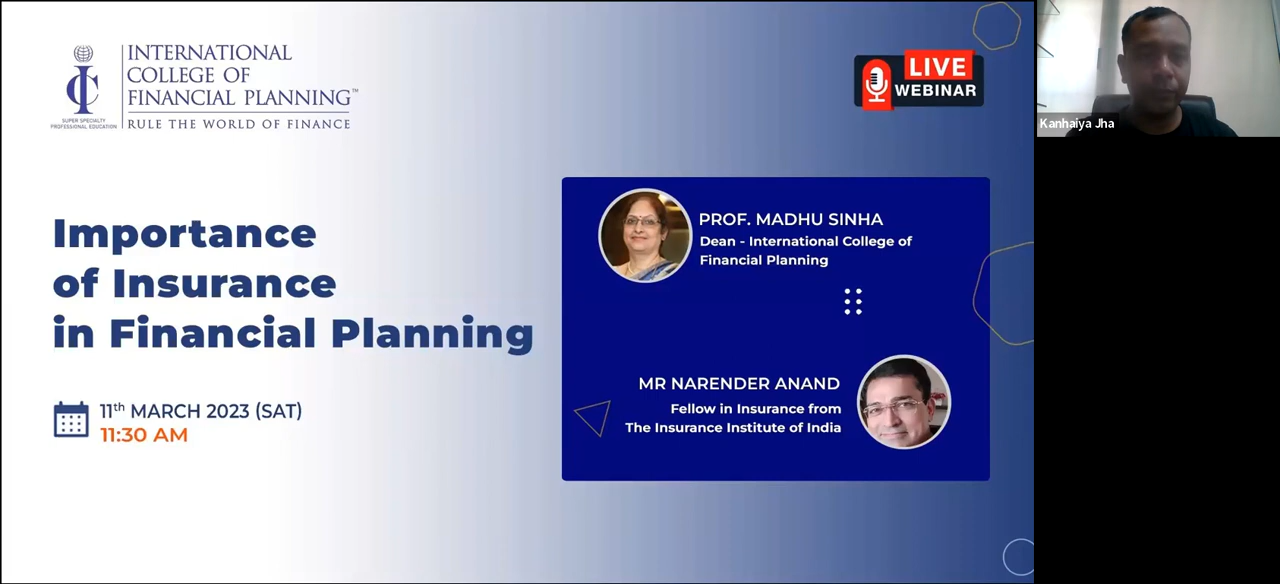 INTERNATIONAL
COLLEGE OF
FINANCIAL PLANNING™
RULE THE WORLD OF FINANCE
SUPER SPECIALTY
PROFESSIONAL EDUCATION
LIVE
WEBINAR
Kanhaiya Jha
Importance
of Insurance
in Financial Planning
11th MARCH 2023 (SAT)
11:30 AM
PROF. MADHU SINHA
Dean - International College of
Financial Planning
MR NARENDER ANAND
Fellow in Insurance from
The Insurance Institute of India